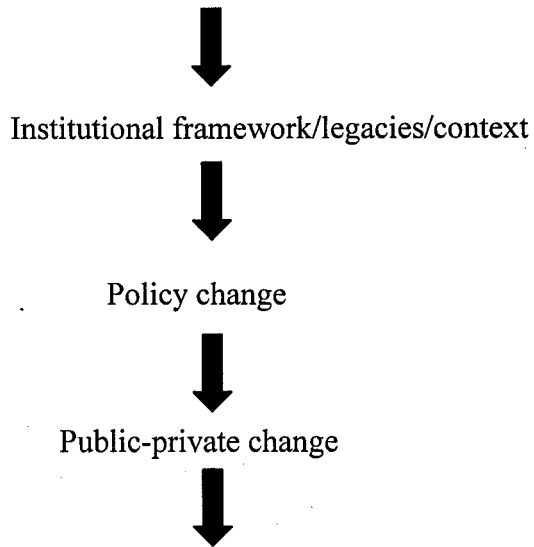 Institutional framework/legacies/context
Policy change
Public-private change